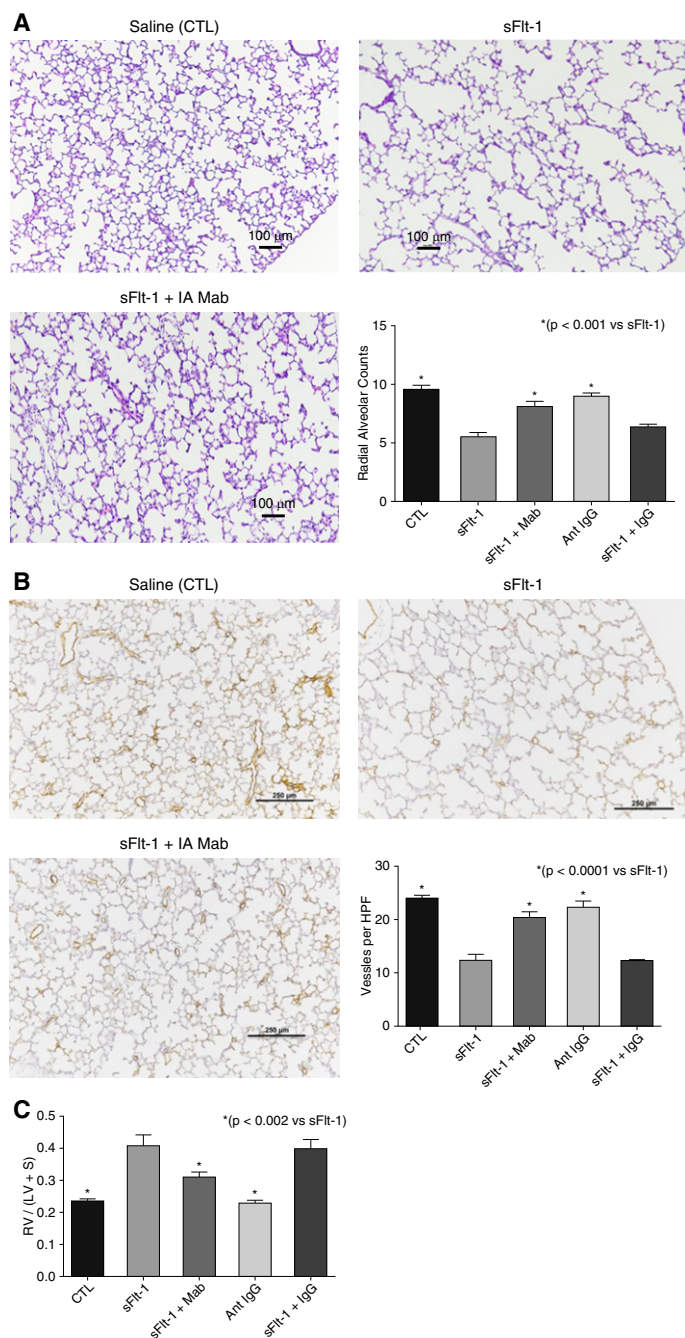 A
Saline (CTL)
sFlt-1
100 µm
100 µm
sFlt-1 + IA Mab
100 µm
*(p < 0.001 vs sFlt-1)
Radial Alveolar Counts
15
10
5
0
CTL
sFlt-1
sFlt-1 + Mab
Ant IgG
sFlt-1 + IgG
B
Saline (CTL)
sFlt-1
250 µm
250 µm
sFlt-1 + IA Mab
250 µm
*(p < 0.0001 vs sFlt-1)
Vessles per HPF
30
20
10
0
CTL
sFlt-1
sFlt-1 + Mab
Ant IgG
sFlt-1 + IgG
C
*(p < 0.002 vs sFlt-1)
RV / (LV + S)
0.5
0.4
0.3
0.2
0.1
0.0
CTL
sFlt-1
sFlt-1 + Mab
Ant IgG
sFlt-1 + IgG